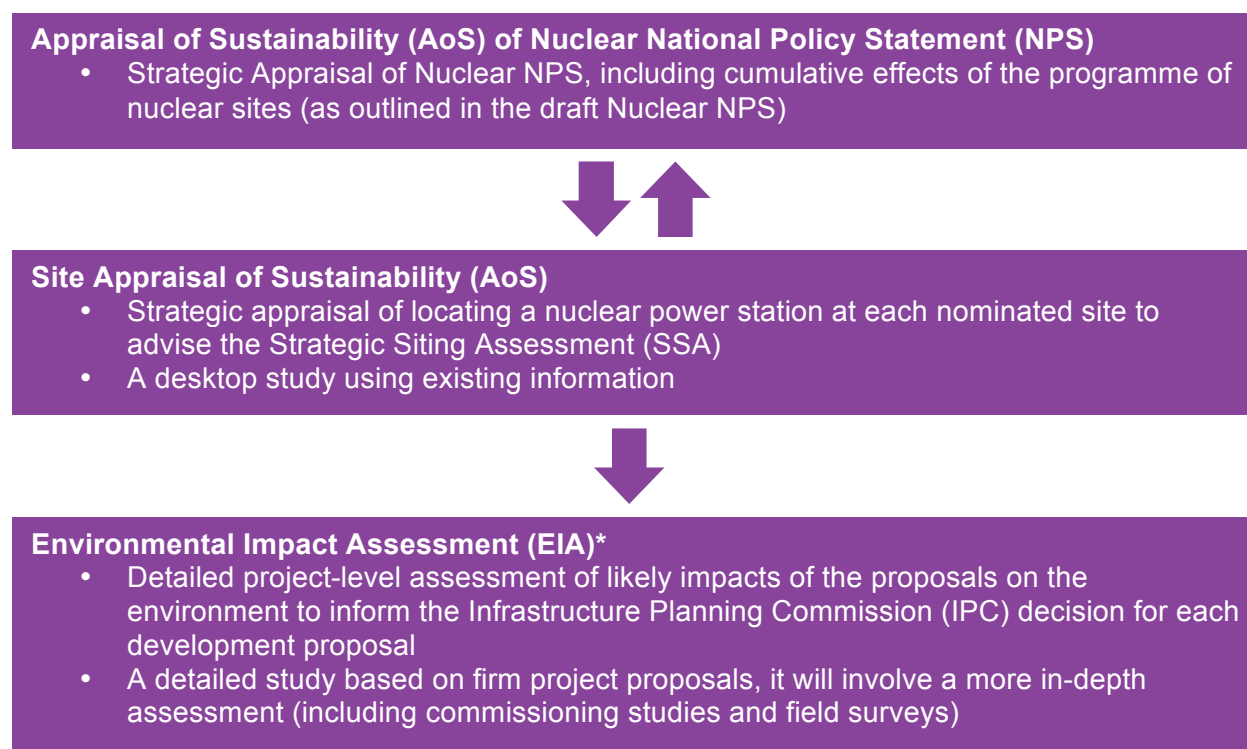 Appraisal of Sustainability (AoS) of Nuclear National Policy Statement (NPS)
• Strategic Appraisal of Nuclear NPS, including cumulative effects of the programme of
nuclear sites (as outlined in the draft Nuclear NPS)
Site Appraisal of Sustainability (AoS)
• Strategic appraisal of locating a nuclear power station at each nominated site to
advise the Strategic Siting Assessment (SSA)
• A desktop study using existing information
Environmental Impact Assessment (EIA)*
• Detailed project-level assessment of likely impacts of the proposals on the
environment to inform the Infrastructure Planning Commission (IPC) decision for each
development proposal
• A detailed study based on firm project proposals, it will involve a more in-depth
assessment (including commissioning studies and field surveys)